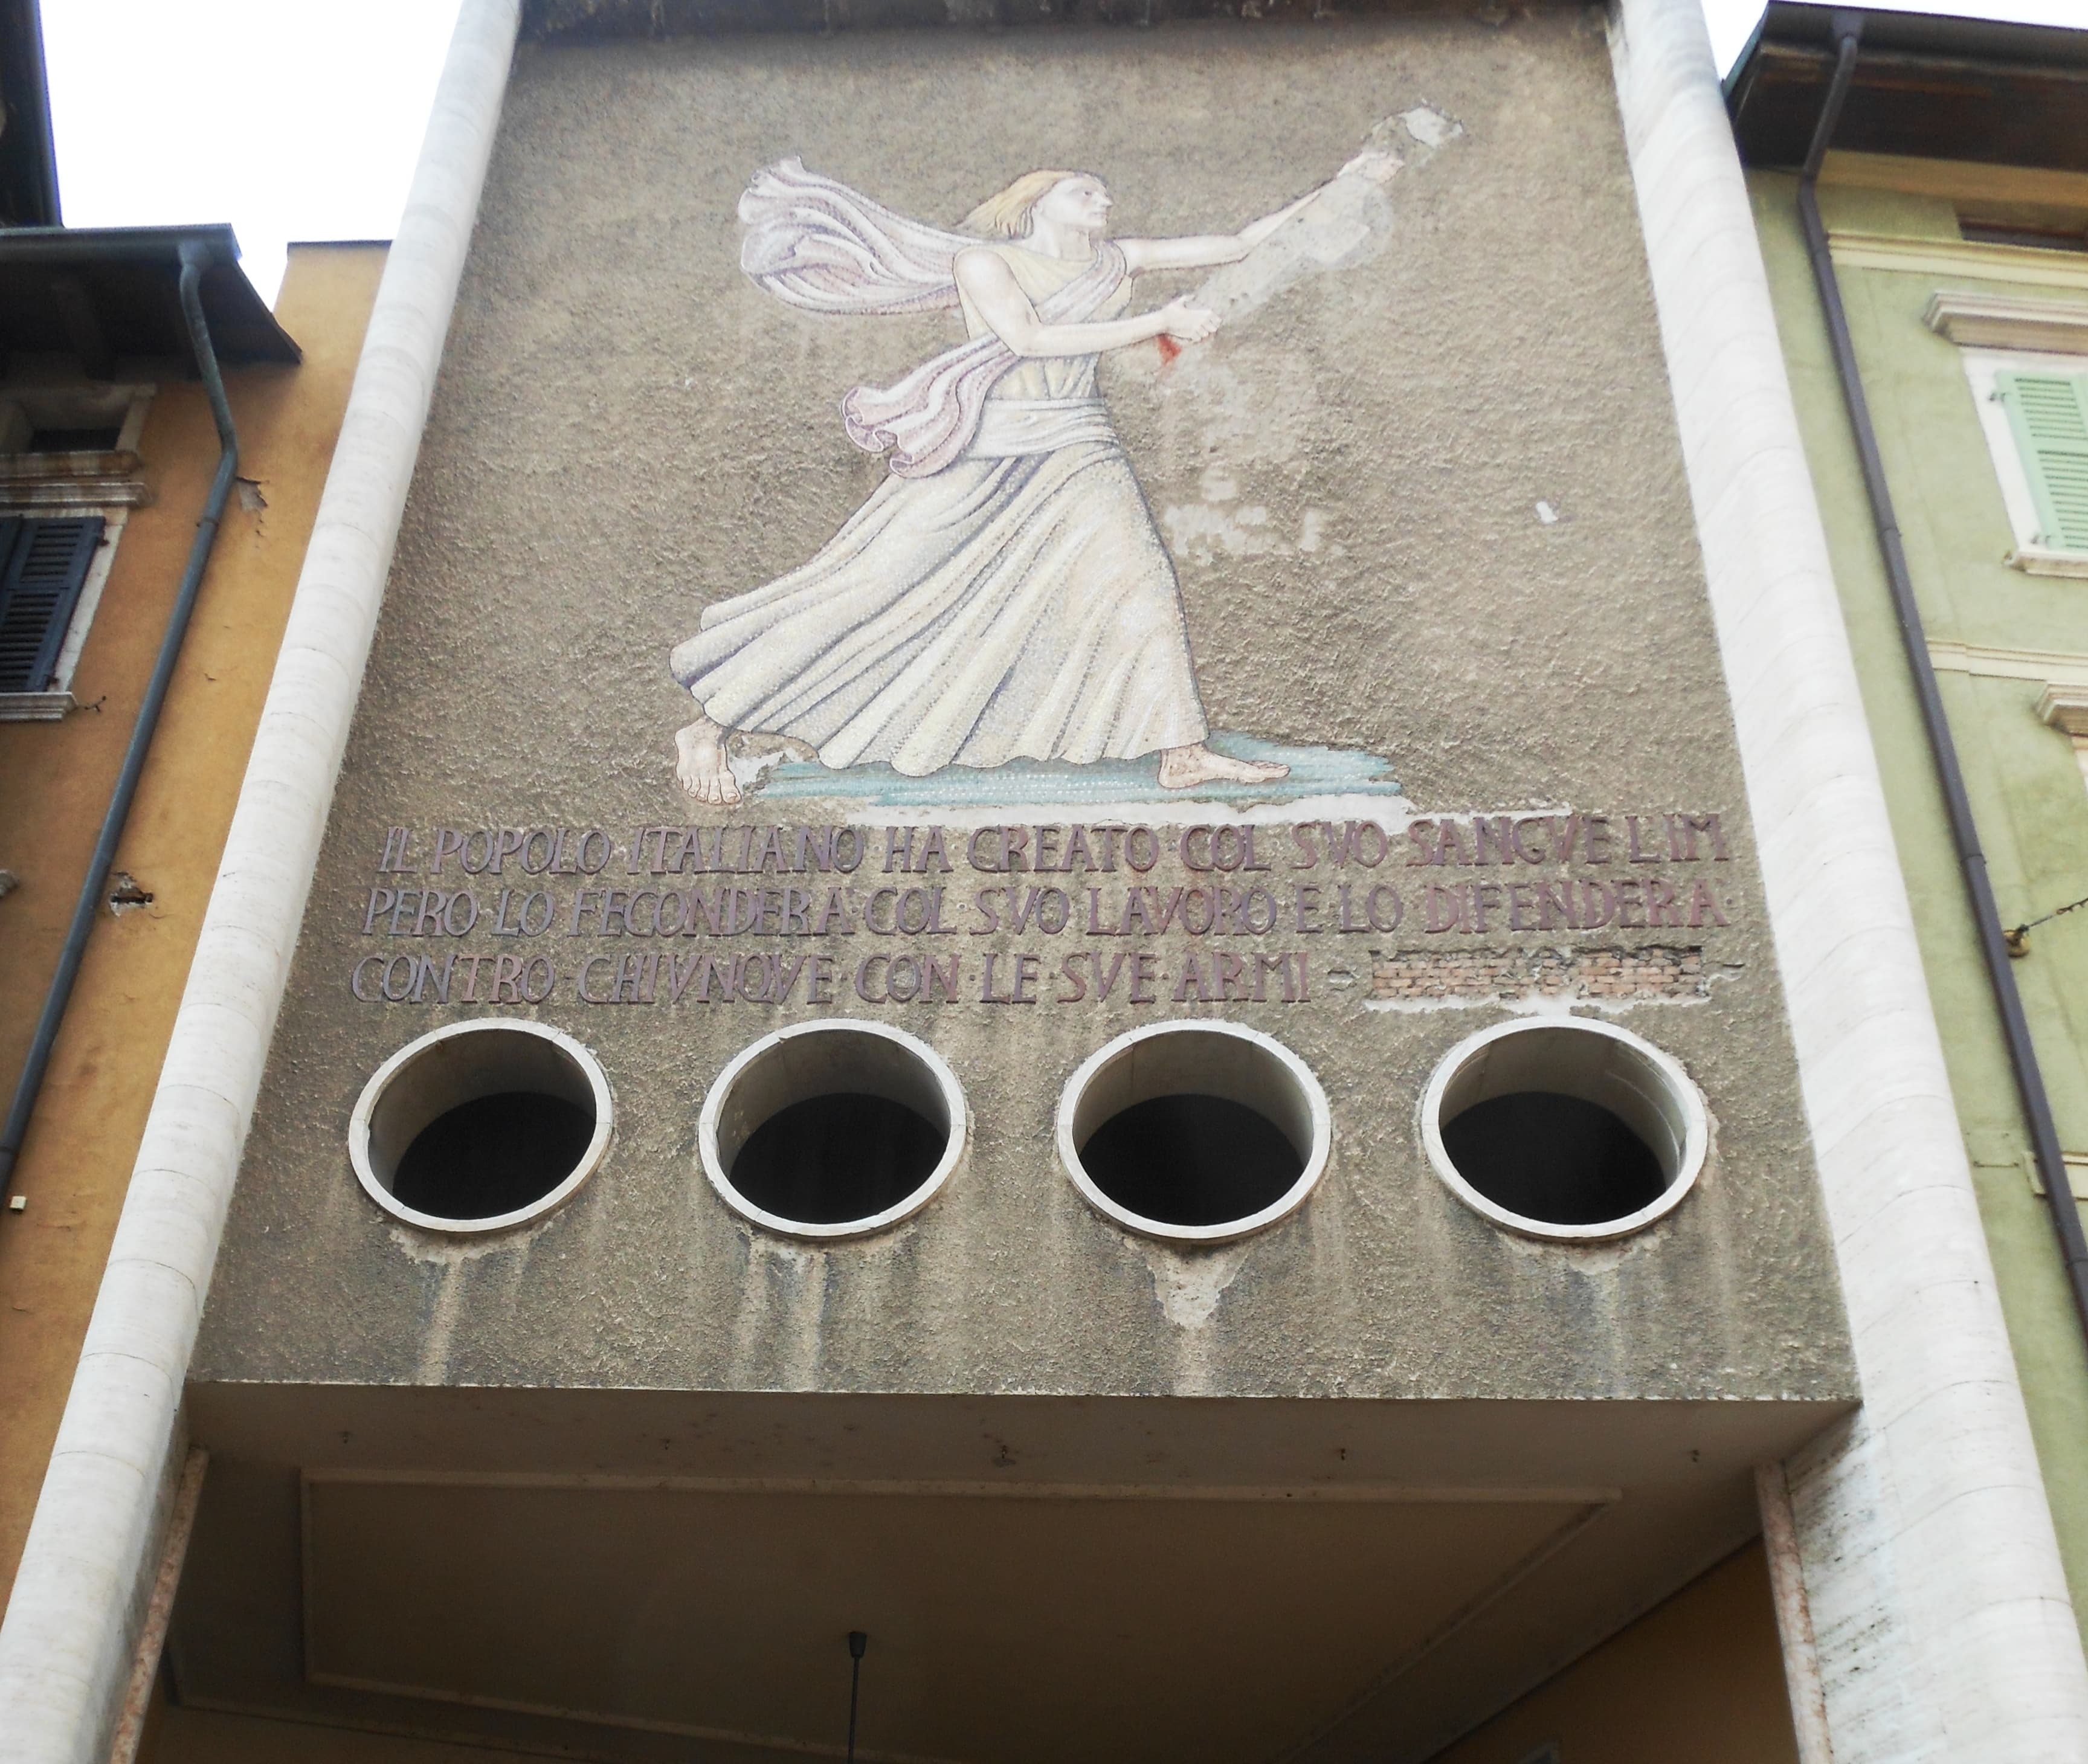 IL POPOLO ITALIANO HA CREATO COL SVO SANGVE L'IM
PERO·LO FECONDERA·COL SVO LAVORO E LO DIFENDERA
CONTRO·CHIVNQVE·CON·LE·SVE·ARMI